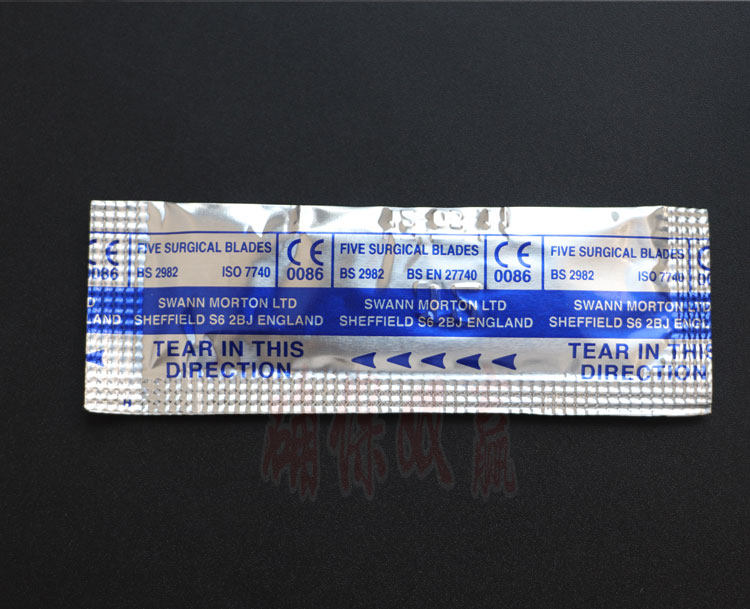 FIVE SURGICAL BLADES CE FIVE SURGICAL BLADES CE FIVE SURGICAL BLADES
0086 BS 2982 ISO 7740 0086 BS 2982 BS EN 27740 0086 BS 2982 ISO 7740
SWANN MORTON LTD SWANN MORTON LTD SWANN MORTON LTD
ENGLAND SHEFFIELD S6 2BJ ENGLAND SHEFFIELD S6 2BJ ENGLAND SHEFFIELD S6 2BJ ENGL
TEAR IN THIS TEAR IN THIS
DIRECTION DIRECTION